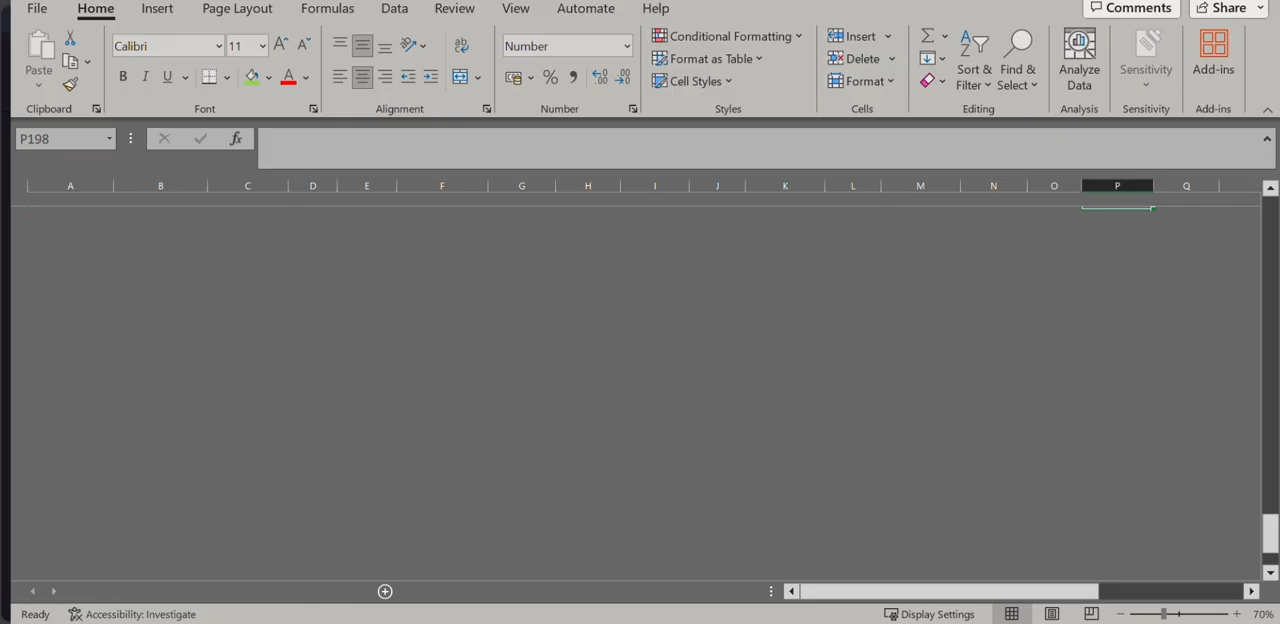 File Home Insert Page Layout Formulas Data Review View Automate Help Comments Share
Calibri 11 Number Conditional Formatting Insert
Format as Table Delete
Paste Sort & Find & Analyze Sensitivity Add-ins
B I U % Cell Styles Format Filter Select Data
Clipboard Font Alignment Number Styles Cells Editing Analysis Sensitivity Add-ins
P198 fx
A B C D E F G H I J K L M N O P Q
Ready Accessibility: Investigate Display Settings 70%